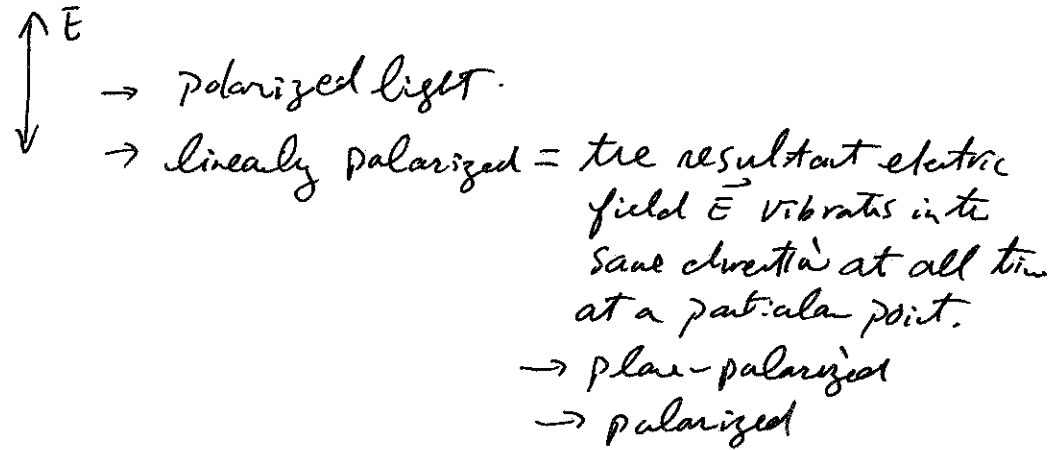 E
→ polarized light.
→ linearly polarized = the resultant electric
field E⃗ vibrates in the
same direction at all time
at a particular point.
→ plane-polarized
→ polarized